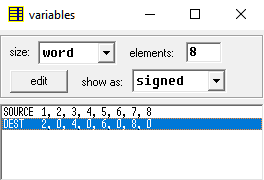 variables
size: word elements: 8
edit show as: signed
SOURCE 1, 2, 3, 4, 5, 6, 7, 8
DEST 2, 0, 4, 0, 6, 0, 8, 0